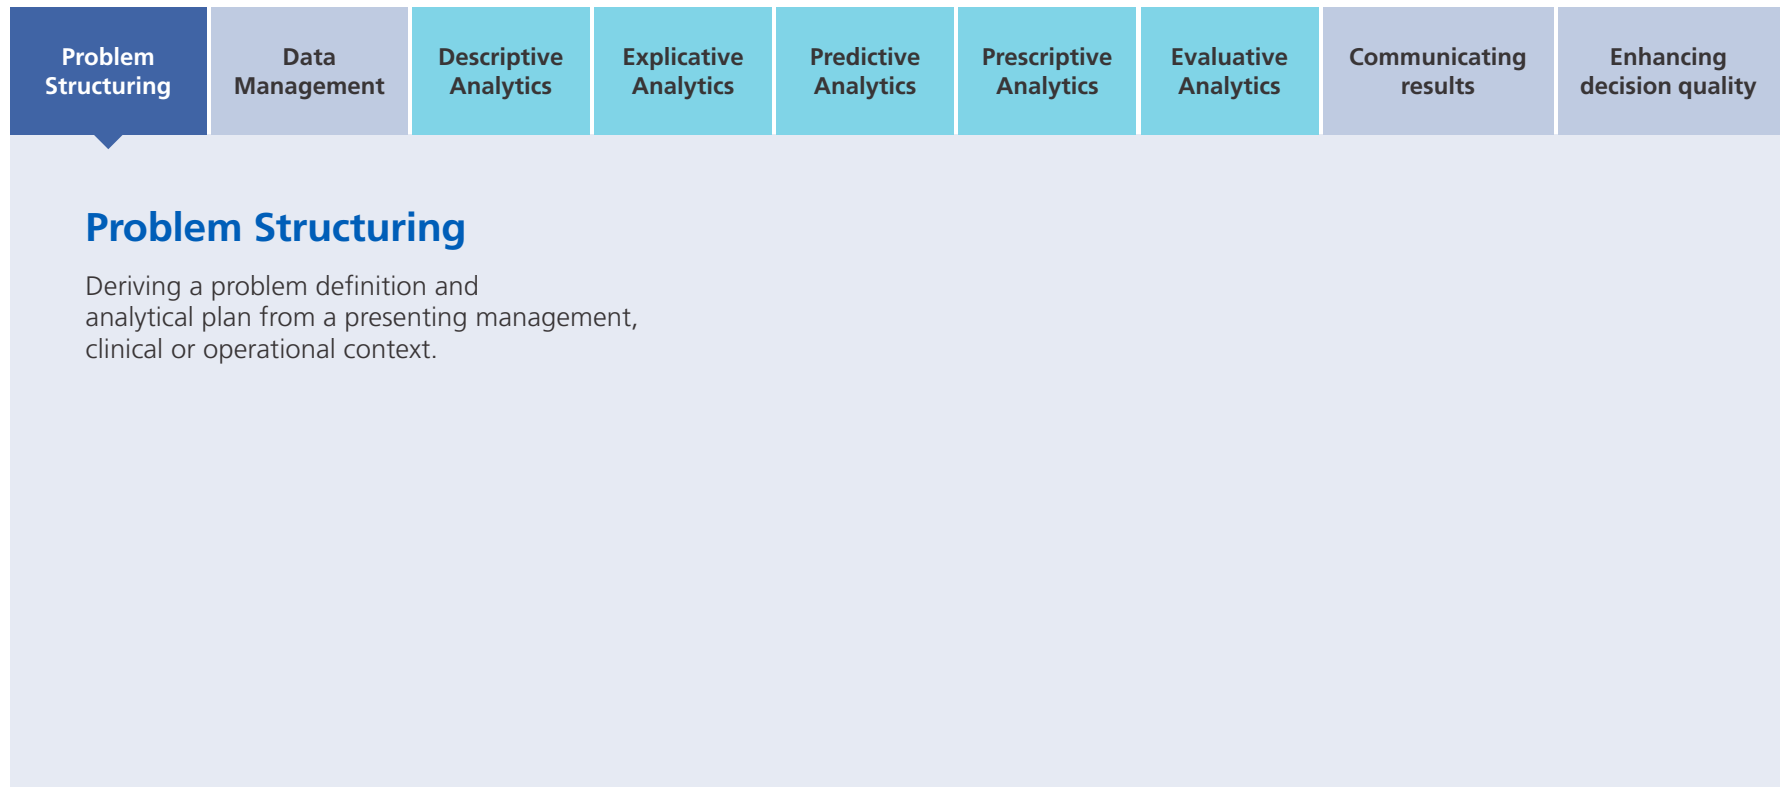 Problem
Structuring
Data
Management
Descriptive
Analytics
Explicative
Analytics
Predictive
Analytics
Prescriptive
Analytics
Evaluative
Analytics
Communicating
results
Enhancing
decision quality
Problem Structuring
Deriving a problem definition and
analytical plan from a presenting management,
clinical or operational context.